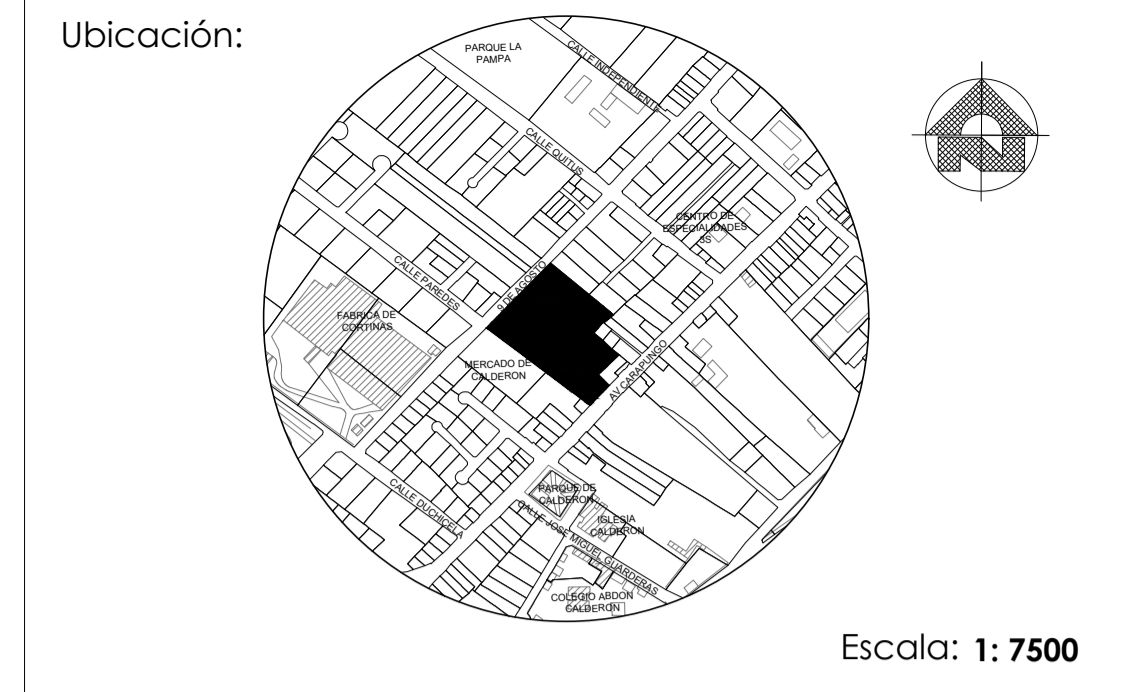 Ubicación:
PARQUE LA
PAMPA
CALLE INDEPENDIENTE
CALLE QUITUS
CENTRO DE
ESPECIALIDADES
SS
CALLE PAREDES
9 DE AGOSTO
FABRICA DE
CORTINAS
MERCADO DE
CALDERON
AV.CARAPUNGO
PARQUE DE
CALDERON
CALLE DUCHICELA
CALLE JOSE MIGUEL GUARDERAS
IGLESIA
CALDERON
COLEGIO ABDON
CALDERON
N
Escala: 1: 7500